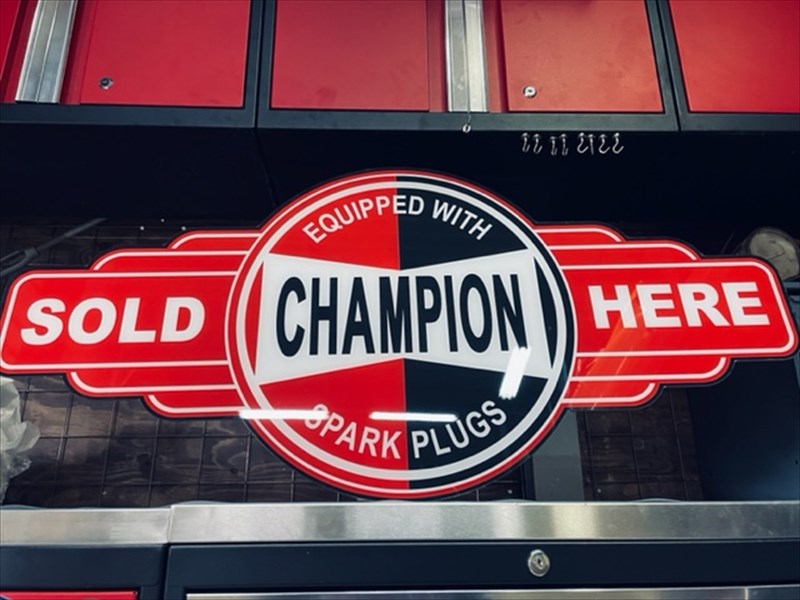 EQUIPPED WITH
SOLD CHAMPION HERE
SPARK PLUGS